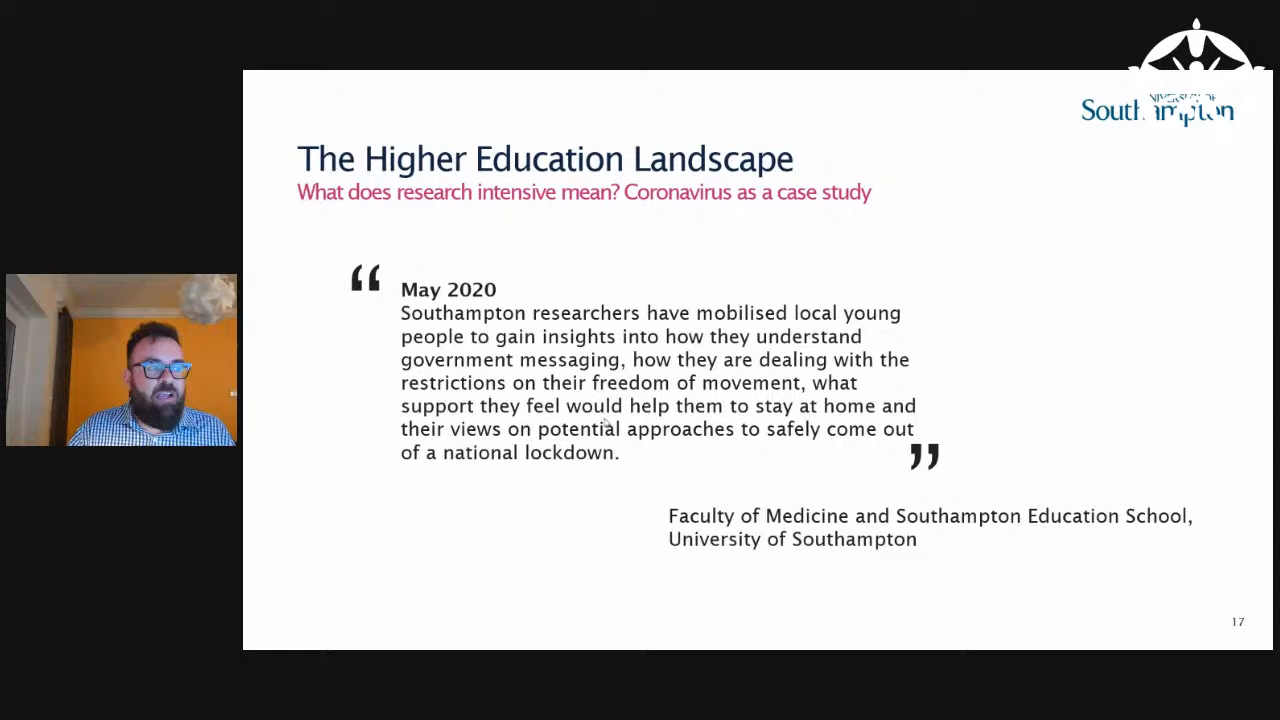 Southampton
The Higher Education Landscape
What does research intensive mean? Coronavirus as a case study
“
May 2020
Southampton researchers have mobilised local young
people to gain insights into how they understand
government messaging, how they are dealing with the
restrictions on their freedom of movement, what
support they feel would help them to stay at home and
their views on potential approaches to safely come out
of a national lockdown.
”
Faculty of Medicine and Southampton Education School,
University of Southampton
17